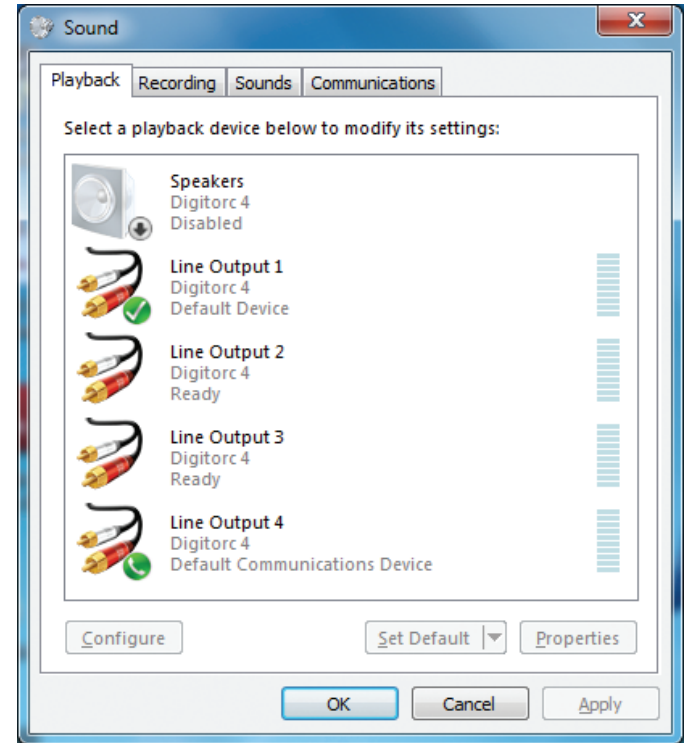 Sound
Playback Recording Sounds Communications
Select a playback device below to modify its settings:
Speakers
Digitorc 4
Disabled
Line Output 1
Digitorc 4
Default Device
Line Output 2
Digitorc 4
Ready
Line Output 3
Digitorc 4
Ready
Line Output 4
Digitorc 4
Default Communications Device
Configure Set Default Properties
OK Cancel Apply